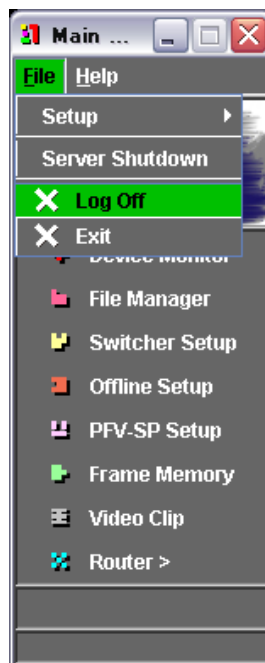 Main ...
File Help
Setup
Server Shutdown
Log Off
Exit
Device Monitor
File Manager
Switcher Setup
Offline Setup
PFV-SP Setup
Frame Memory
Video Clip
Router >